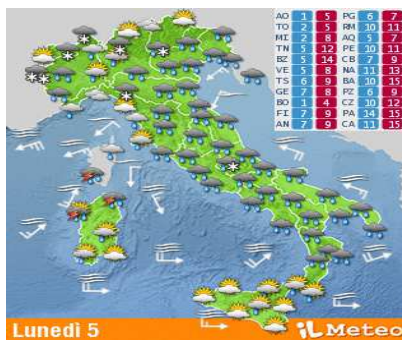 AO 1 5 PG 6 7
TO 2 5 RM 10 11
MI 2 8 AQ 5 7
TN 5 12 PE 10 11
BZ 5 14 CB 7 9
VE 5 8 NA 11 13
TS 6 9 BA 10 15
GE 7 8 PZ 6 9
BO 1 4 CZ 10 12
FI 7 9 PA 14 15
AN 7 9 CA 11 15
Lunedì 5
iL Meteo